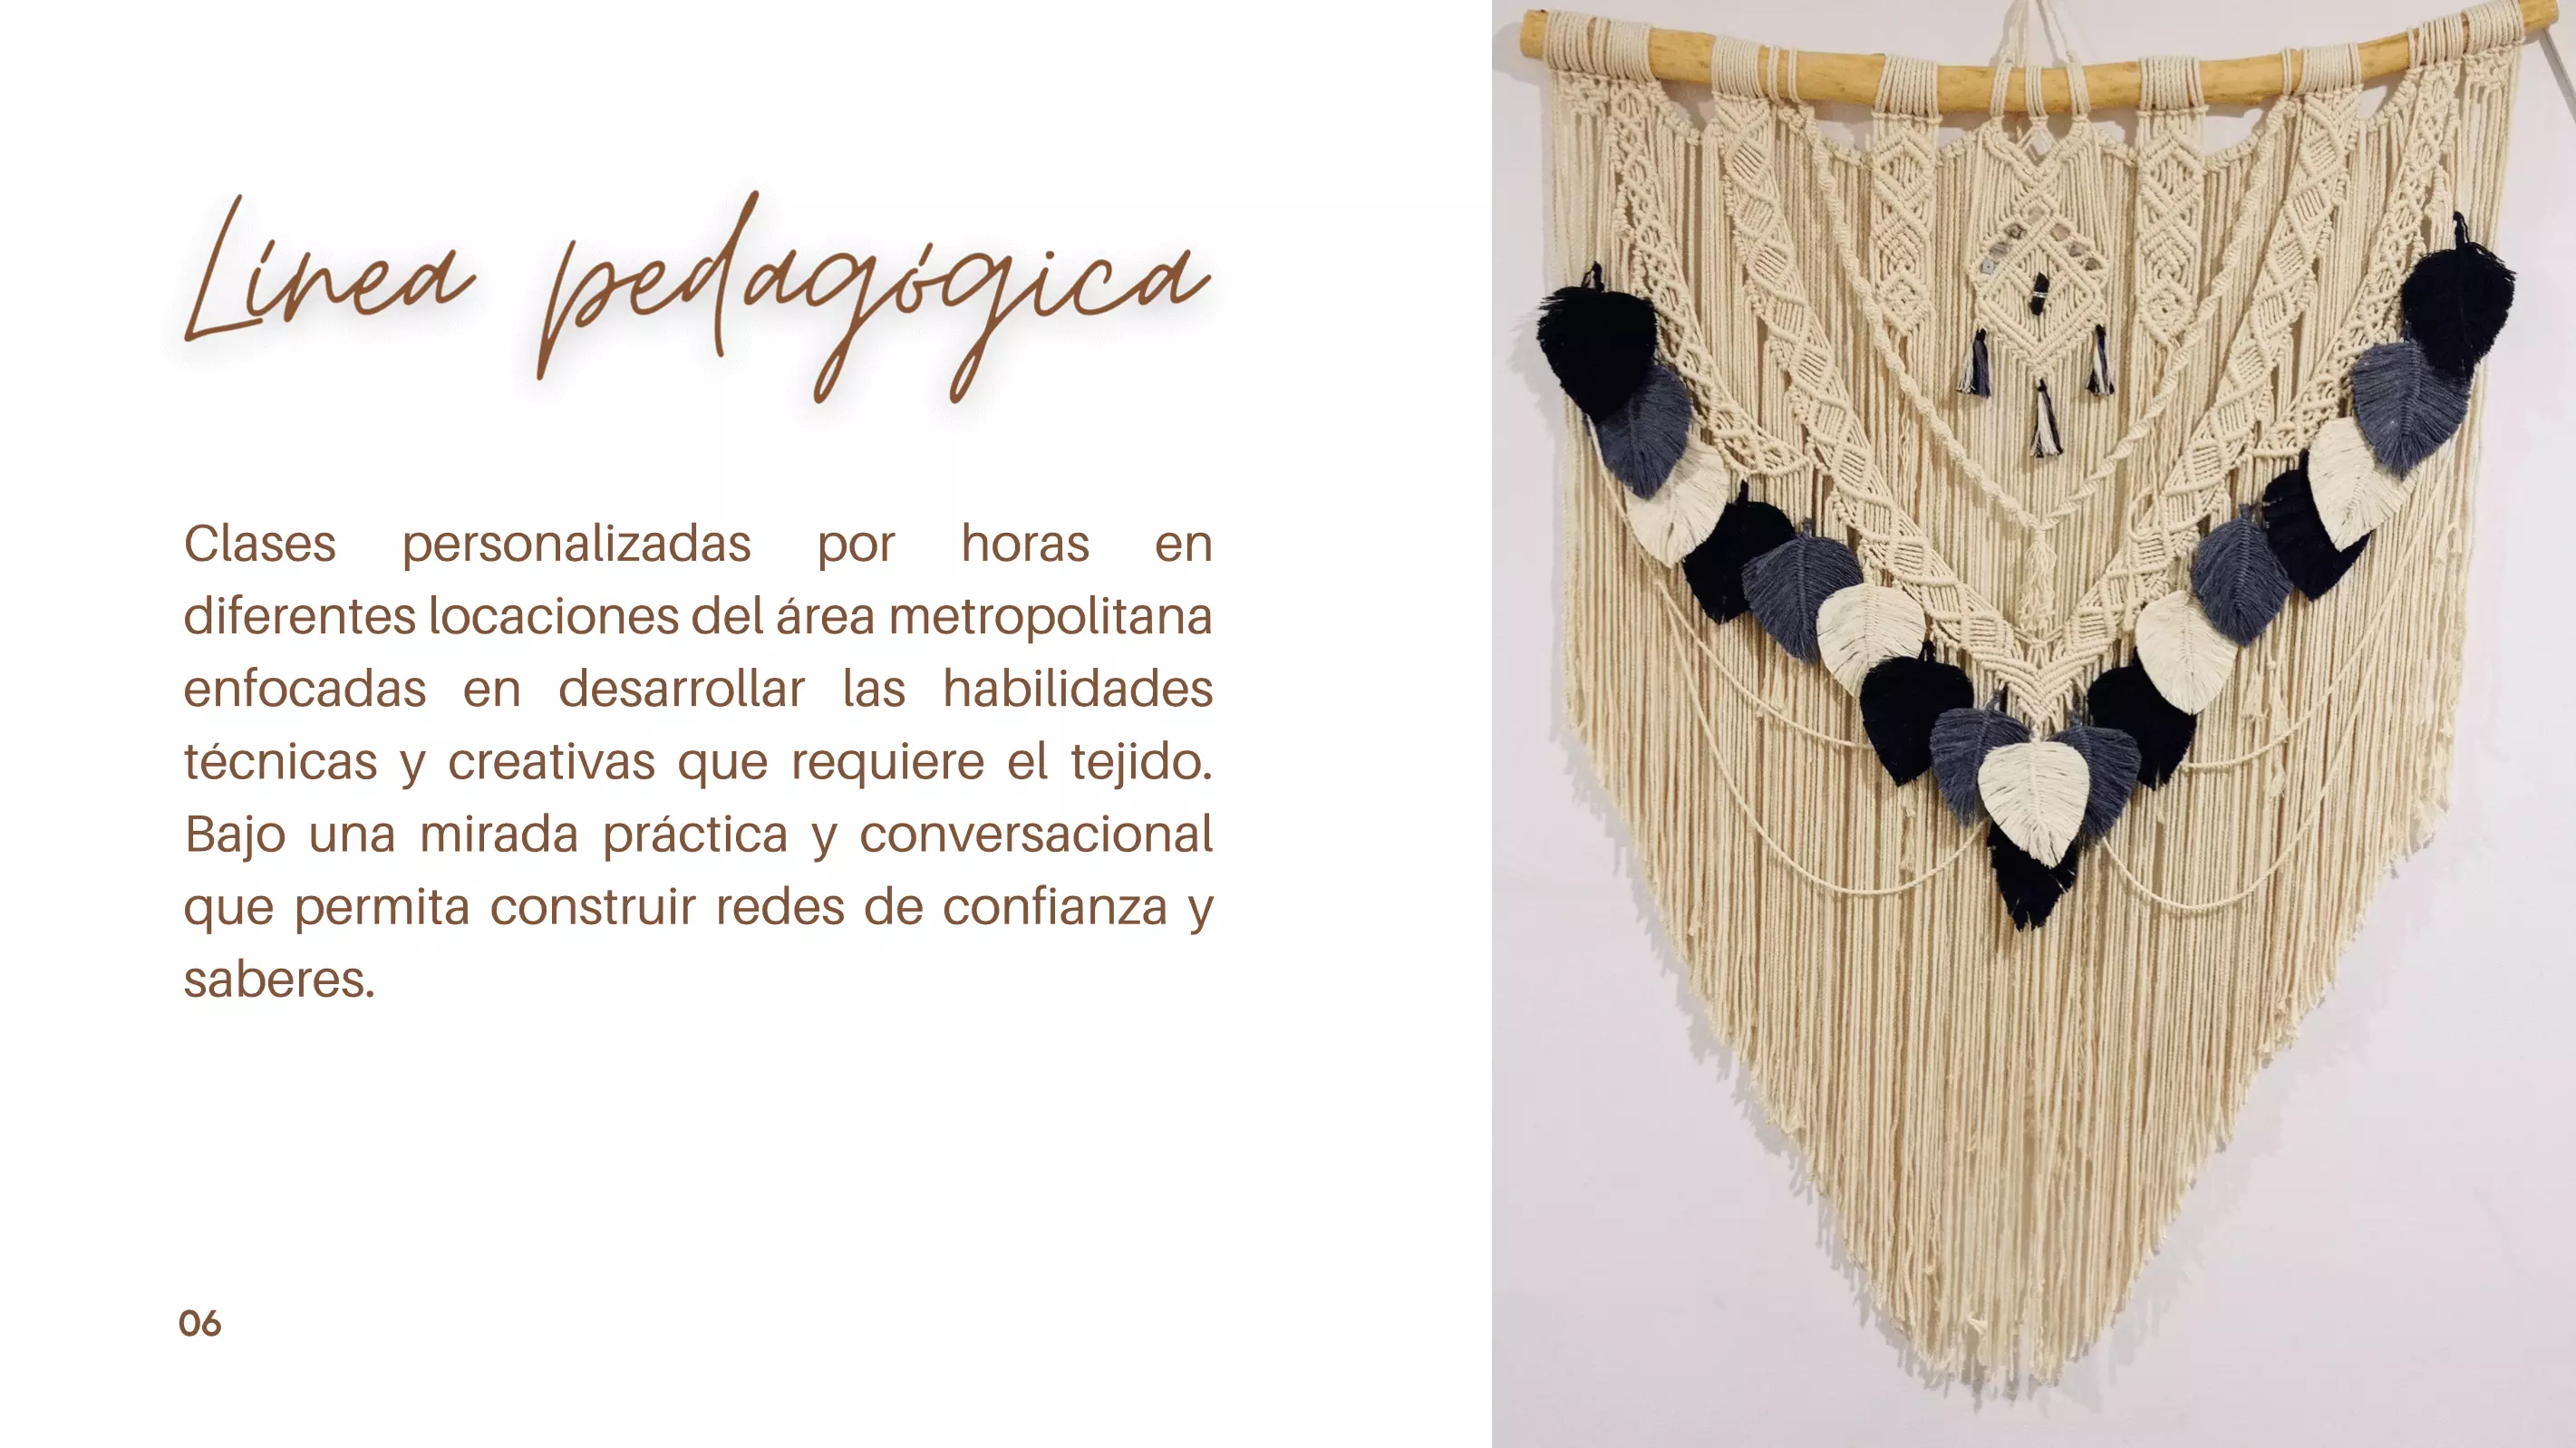 Línea pedagógica
Clases personalizadas por horas en
diferentes locaciones del área metropolitana
enfocadas en desarrollar las habilidades
técnicas y creativas que requiere el tejido.
Bajo una mirada práctica y conversacional
que permita construir redes de confianza y
saberes.
06